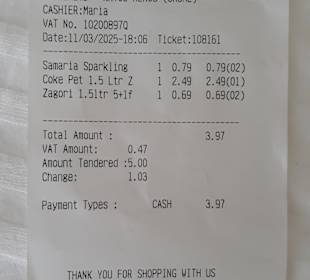 CASHIER:Maria
VAT No. 10200897Q
Date:11/03/2025-18:06 Ticket:108161
Samaria Sparkling 1 0.79 0.79(02)
Coke Pet 1.5 Ltr Z 1 2.49 2.49(01)
Zagori 1.5ltr 5+1f 1 0.69 0.69(02)
Total Amount : 3.97
VAT Amount: 0.47
Amount Tendered :5.00
Change: 1.03
Payment Types : CASH 3.97
THANK YOU FOR SHOPPING WITH US